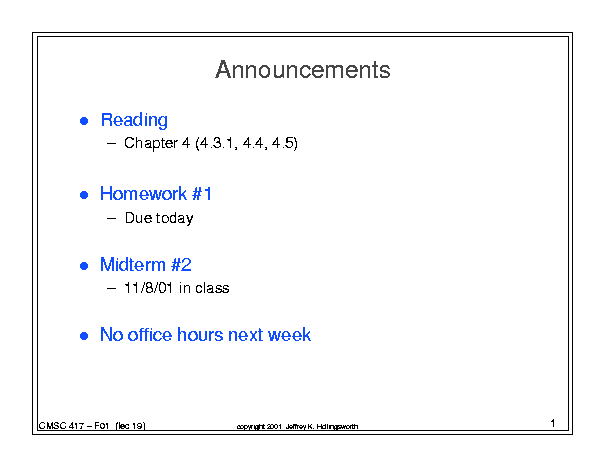 Announcements
● Reading
– Chapter 4 (4.3.1, 4.4, 4.5)
● Homework #1
– Due today
● Midterm #2
– 11/8/01 in class
● No office hours next week
CMSC 417 – F01 (lec 19)
copyright 2001 Jeffrey K. Hollingsworth
1